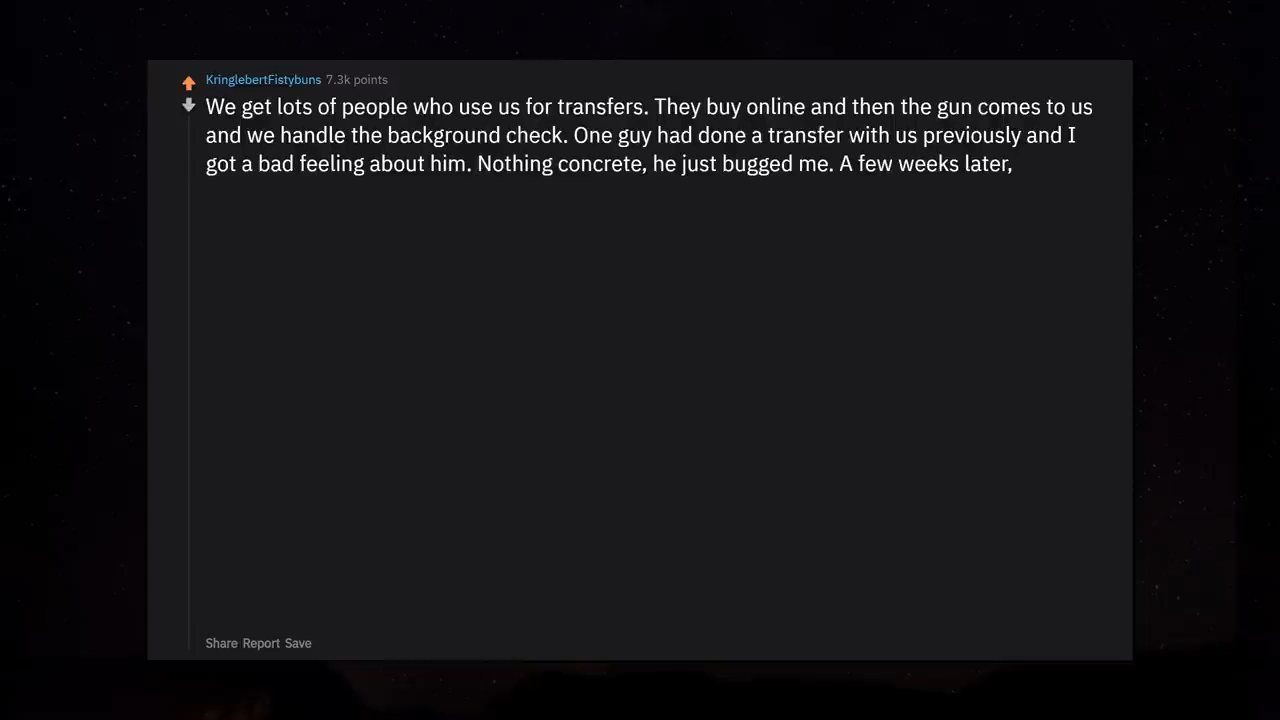 KringlebertFistybuns 7.3k points
We get lots of people who use us for transfers. They buy online and then the gun comes to us
and we handle the background check. One guy had done a transfer with us previously and I
got a bad feeling about him. Nothing concrete, he just bugged me. A few weeks later,
Share Report Save